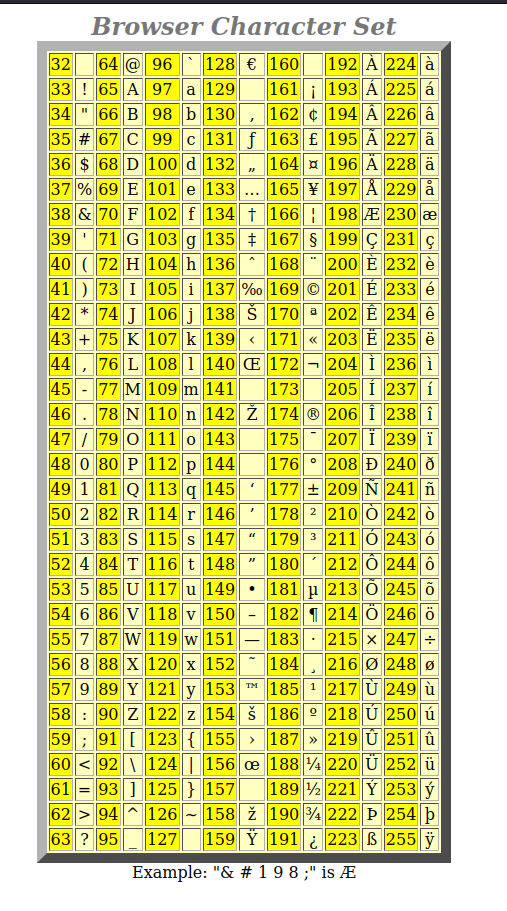 Browser Character Set
32 64 @ 96 ` 128 € 160 192 À 224 à
33 ! 65 A 97 a 129 161 ¡ 193 Á 225 á
34 " 66 B 98 b 130 ‚ 162 ¢ 194 Â 226 â
35 # 67 C 99 c 131 ƒ 163 £ 195 Ã 227 ã
36 $ 68 D 100 d 132 „ 164 ¤ 196 Ä 228 ä
37 % 69 E 101 e 133 … 165 ¥ 197 Å 229 å
38 & 70 F 102 f 134 † 166 ¦ 198 Æ 230 æ
39 ' 71 G 103 g 135 ‡ 167 § 199 Ç 231 ç
40 ( 72 H 104 h 136 ˆ 168 ¨ 200 È 232 è
41 ) 73 I 105 i 137 ‰ 169 © 201 É 233 é
42 * 74 J 106 j 138 Š 170 ª 202 Ê 234 ê
43 + 75 K 107 k 139 ‹ 171 « 203 Ë 235 ë
44 , 76 L 108 l 140 Œ 172 ¬ 204 Ì 236 ì
45 - 77 M 109 m 141 173 205 Í 237 í
46 . 78 N 110 n 142 Ž 174 ® 206 Î 238 î
47 / 79 O 111 o 143 175 ¯ 207 Ï 239 ï
48 0 80 P 112 p 144 176 ° 208 Ð 240 ð
49 1 81 Q 113 q 145 ‘ 177 ± 209 Ñ 241 ñ
50 2 82 R 114 r 146 ’ 178 ² 210 Ò 242 ò
51 3 83 S 115 s 147 “ 179 ³ 211 Ó 243 ó
52 4 84 T 116 t 148 ” 180 ´ 212 Ô 244 ô
53 5 85 U 117 u 149 • 181 µ 213 Õ 245 õ
54 6 86 V 118 v 150 – 182 ¶ 214 Ö 246 ö
55 7 87 W 119 w 151 — 183 · 215 × 247 ÷
56 8 88 X 120 x 152 ˜ 184 ¸ 216 Ø 248 ø
57 9 89 Y 121 y 153 ™ 185 ¹ 217 Ù 249 ù
58 : 90 Z 122 z 154 š 186 º 218 Ú 250 ú
59 ; 91 [ 123 { 155 › 187 » 219 Û 251 û
60 < 92 \ 124 | 156 œ 188 ¼ 220 Ü 252 ü
61 = 93 ] 125 } 157 189 ½ 221 Ý 253 ý
62 > 94 ^ 126 ~ 158 ž 190 ¾ 222 Þ 254 þ
63 ? 95 _ 127 159 Ÿ 191 ¿ 223 ß 255 ÿ
Example: "& # 1 9 8 ;" is Æ